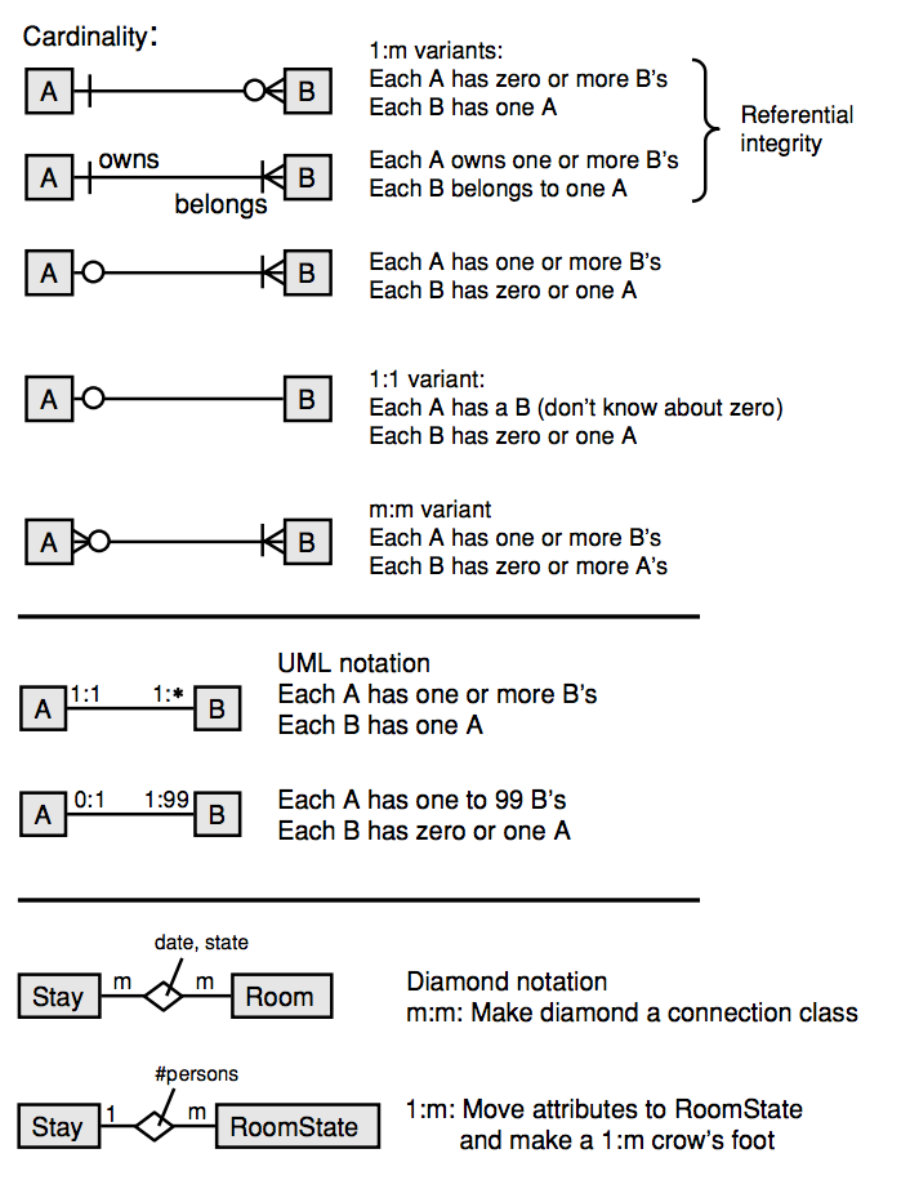 Cardinality:
1:m variants:
A B Each A has zero or more B's
Each B has one A
Referential
integrity
A owns B Each A owns one or more B's
belongs Each B belongs to one A
A B Each A has one or more B's
Each B has zero or one A
1:1 variant:
A B Each A has a B (don't know about zero)
Each B has zero or one A
m:m variant
A B Each A has one or more B's
Each B has zero or more A's
UML notation
A 1:1 1:* B Each A has one or more B's
Each B has one A
A 0:1 1:99 B Each A has one to 99 B's
Each B has zero or one A
date, state
Stay m m Room Diamond notation
m:m: Make diamond a connection class
#persons
Stay 1 m RoomState 1:m: Move attributes to RoomState
and make a 1:m crow's foot